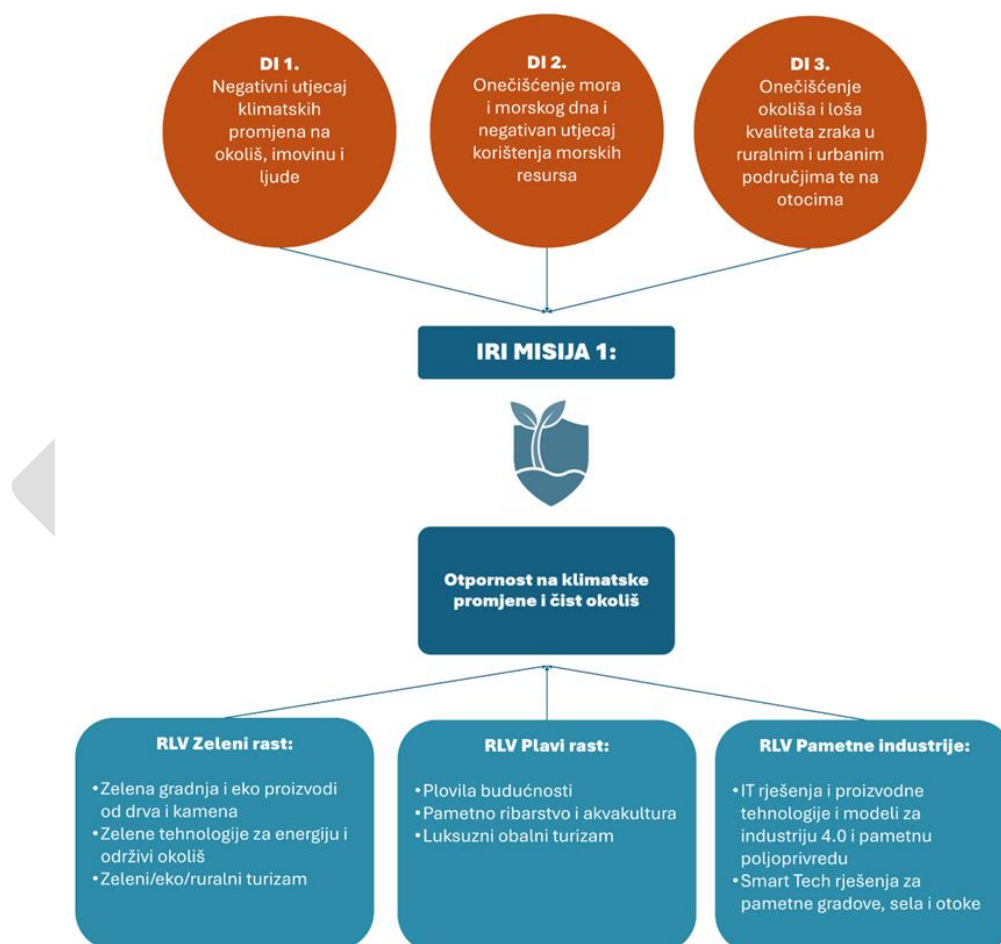 DI 1.
Negativni utjecaj
klimatskih
promjena na
okoliš, imovinu i
ljude
DI 2.
Onečišćenje mora
i morskog dna i
negativan utjecaj
korištenja morskih
resursa
DI 3.
Onečišćenje
okoliša i loša
kvaliteta zraka u
ruralnim i urbanim
područjima te na
otocima
IRI MISIJA 1:
Otpornost na klimatske
promjene i čist okoliš
RLV Zeleni rast:
•Zelena gradnja i eko proizvodi
od drva i kamena
•Zelene tehnologije za energiju i
održivi okoliš
•Zeleni/eko/ruralni turizam
RLV Plavi rast:
•Plovila budućnosti
•Pametno ribarstvo i akvakultura
•Luksuzni obalni turizam
RLV Pametne industrije:
•IT rješenja i proizvodne
tehnologije i modeli za
industriju 4.0 i pametnu
poljoprivredu
•Smart Tech rješenja za
pametne gradove, sela i otoke